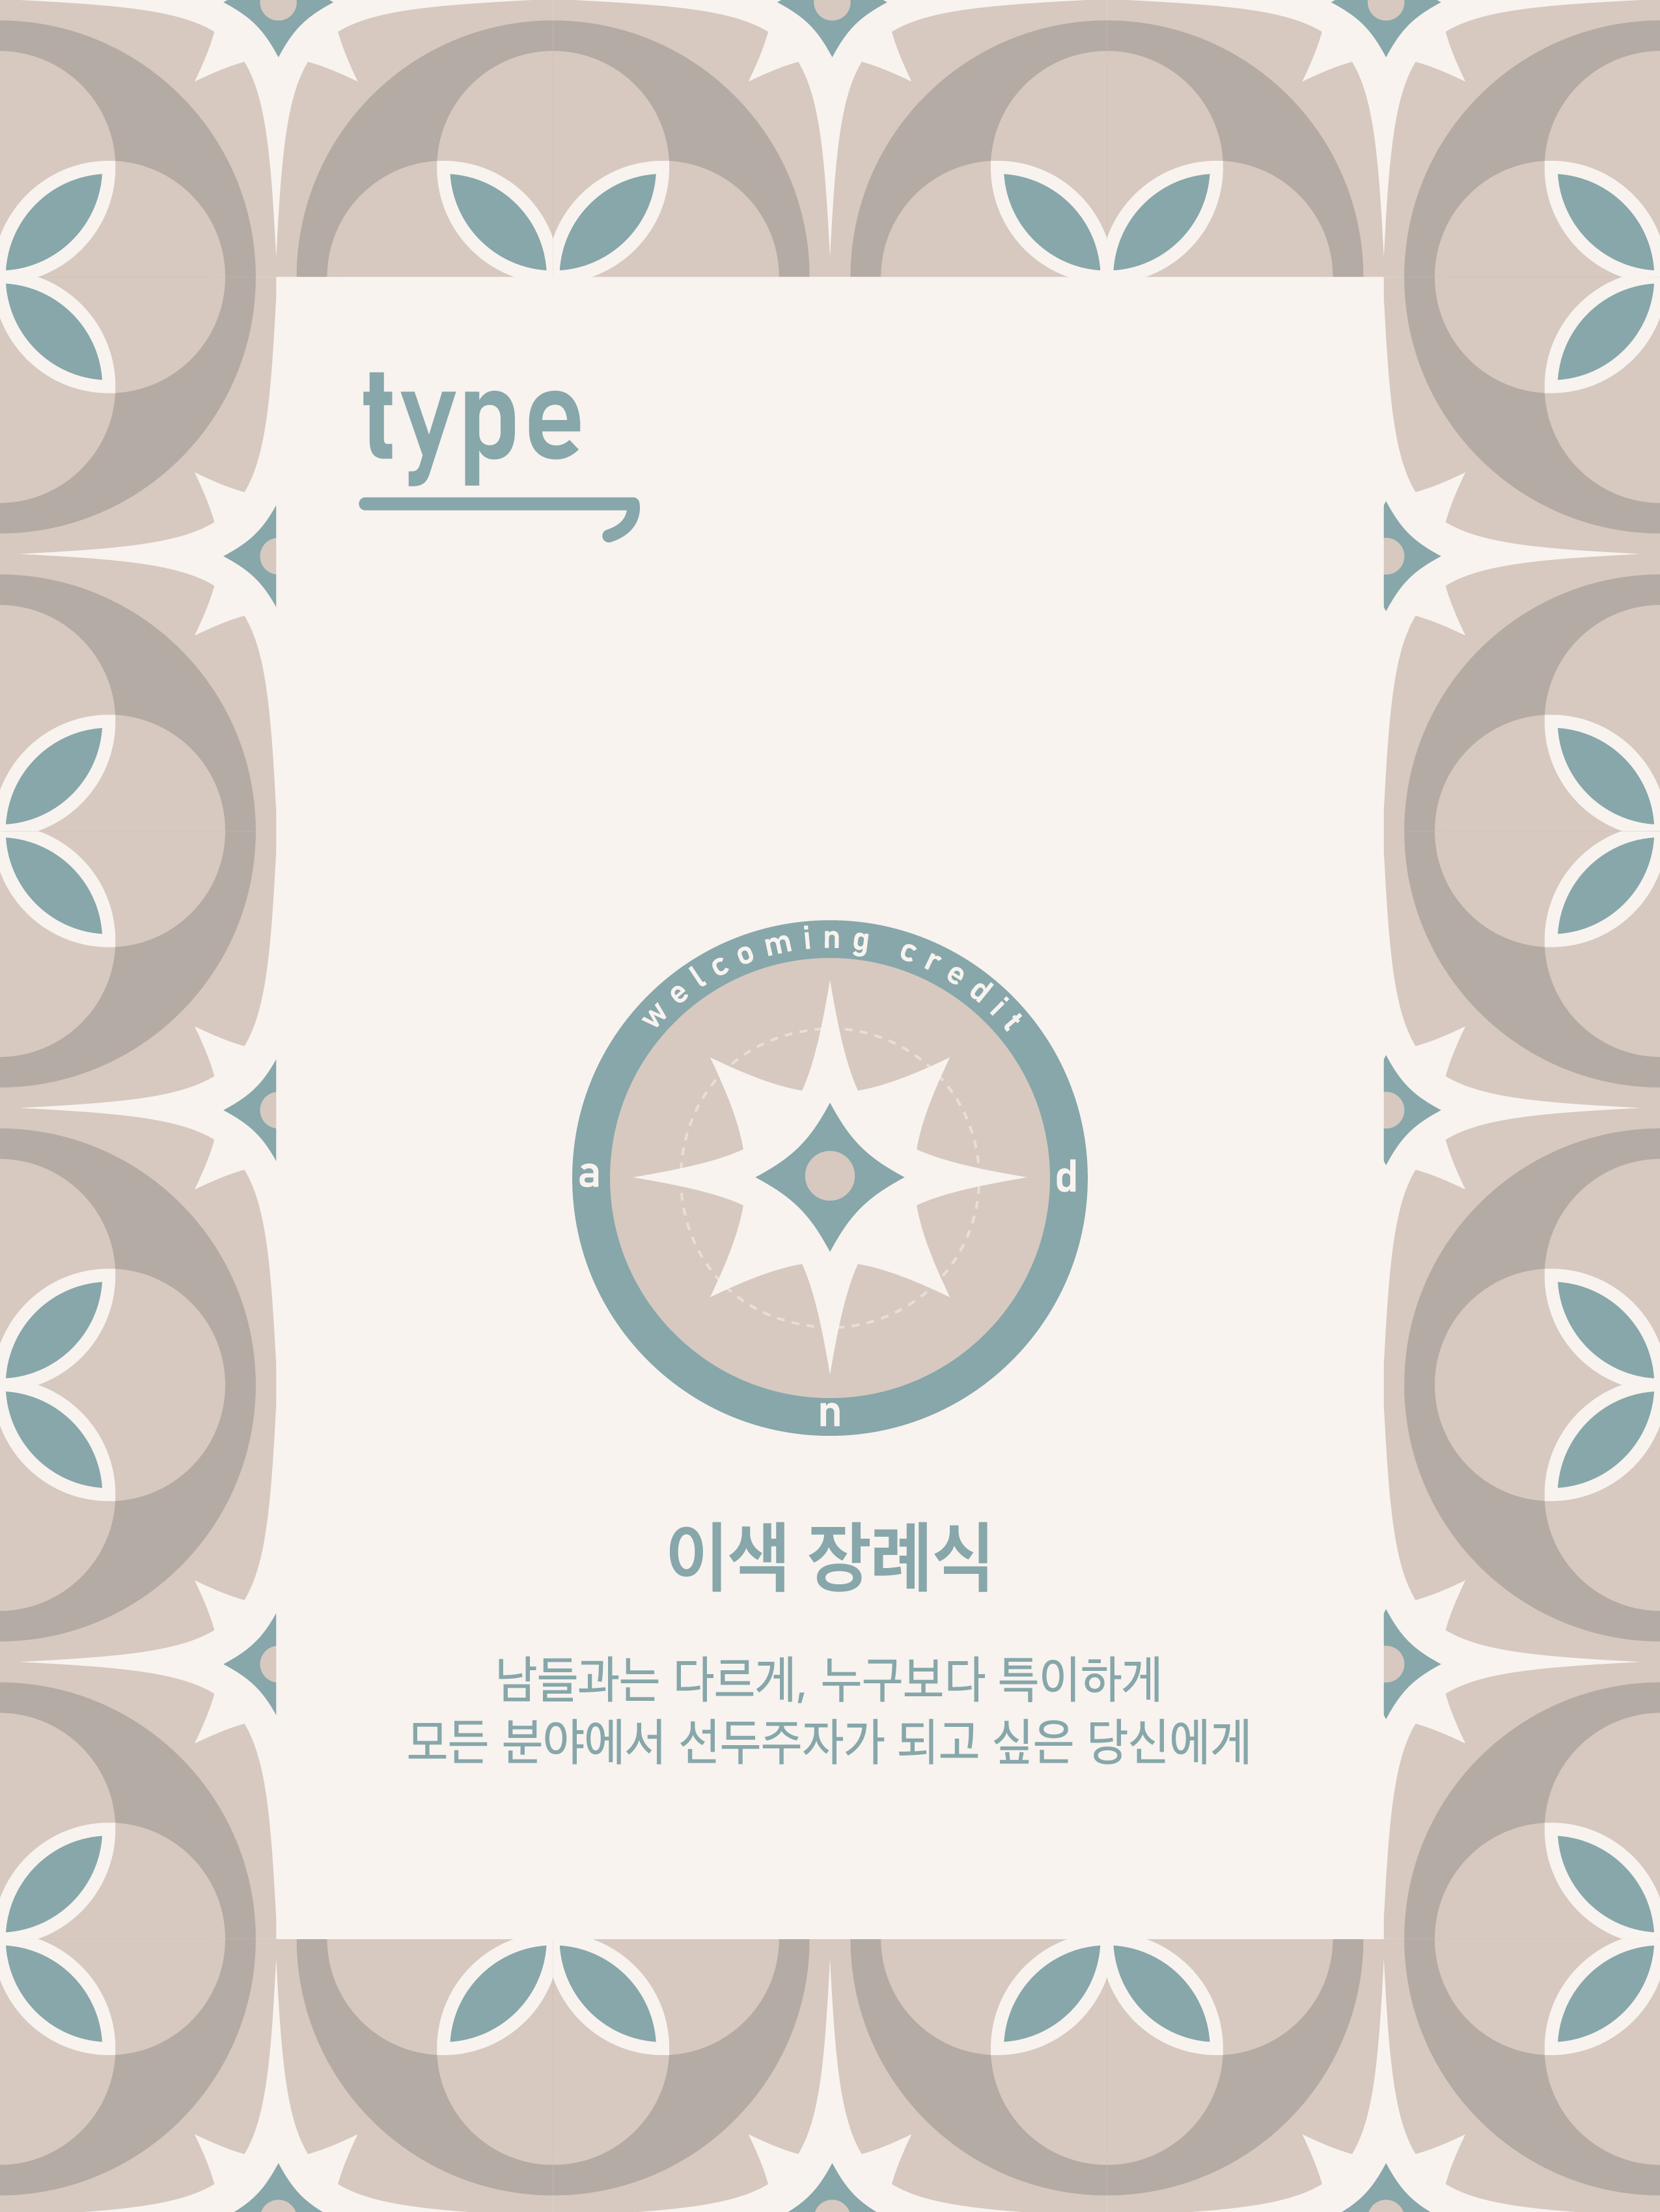 type
welcoming credit
a
d
n
이색 장례식
남들과는 다르게, 누구보다 특이하게
모든 분야에서 선두주자가 되고 싶은 당신에게